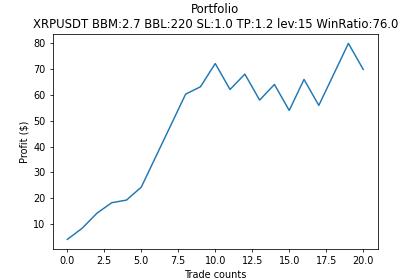 Portfolio
XRPUSDT BBM:2.7 BBL:220 SL:1.0 TP:1.2 lev:15 WinRatio:76.0
80
70
60
50
40
30
20
10
Profit ($)
0.0 2.5 5.0 7.5 10.0 12.5 15.0 17.5 20.0
Trade counts